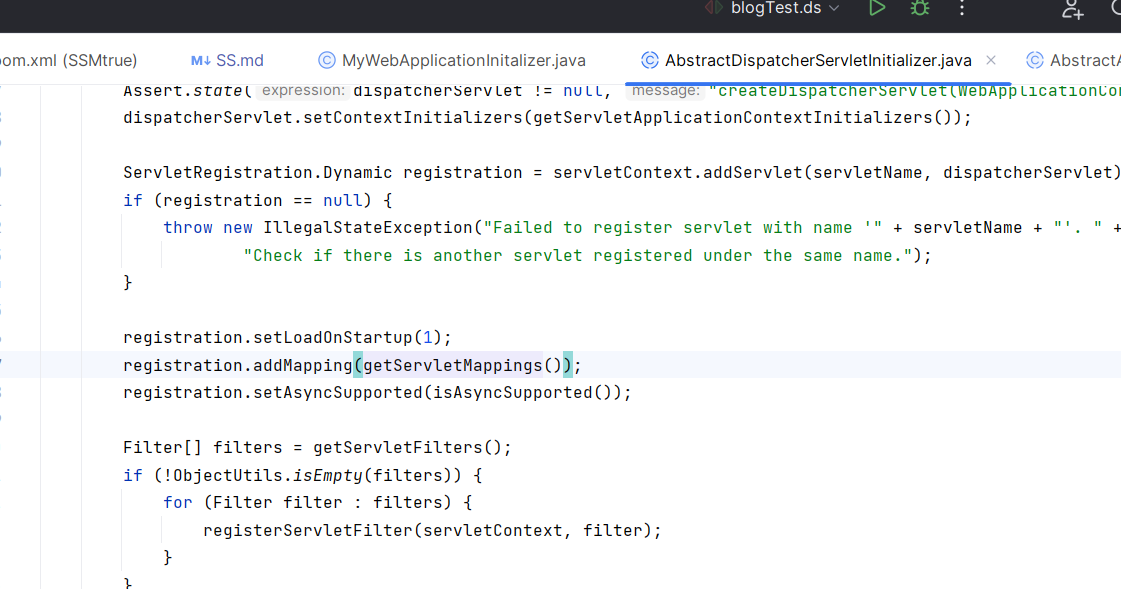 blogTest.ds
om.xml (SSMtrue)
M↓ SS.md
MyWebApplicationInitalizer.java
AbstractDispatcherServletInitializer.java
Assert.state( expression: dispatcherServlet != null, message: "createDispatcherServlet(WebApplicationCo
dispatcherServlet.setContextInitializers(getServletApplicationContextInitializers());
ServletRegistration.Dynamic registration = servletContext.addServlet(servletName, dispatcherServlet)
if (registration == null) {
throw new IllegalStateException("Failed to register servlet with name '" + servletName + "'. " +
"Check if there is another servlet registered under the same name.");
}
registration.setLoadOnStartup(1);
registration.addMapping(getServletMappings());
registration.setAsyncSupported(isAsyncSupported());
Filter[] filters = getServletFilters();
if (!ObjectUtils.isEmpty(filters)) {
for (Filter filter : filters) {
registerServletFilter(servletContext, filter);
}
}